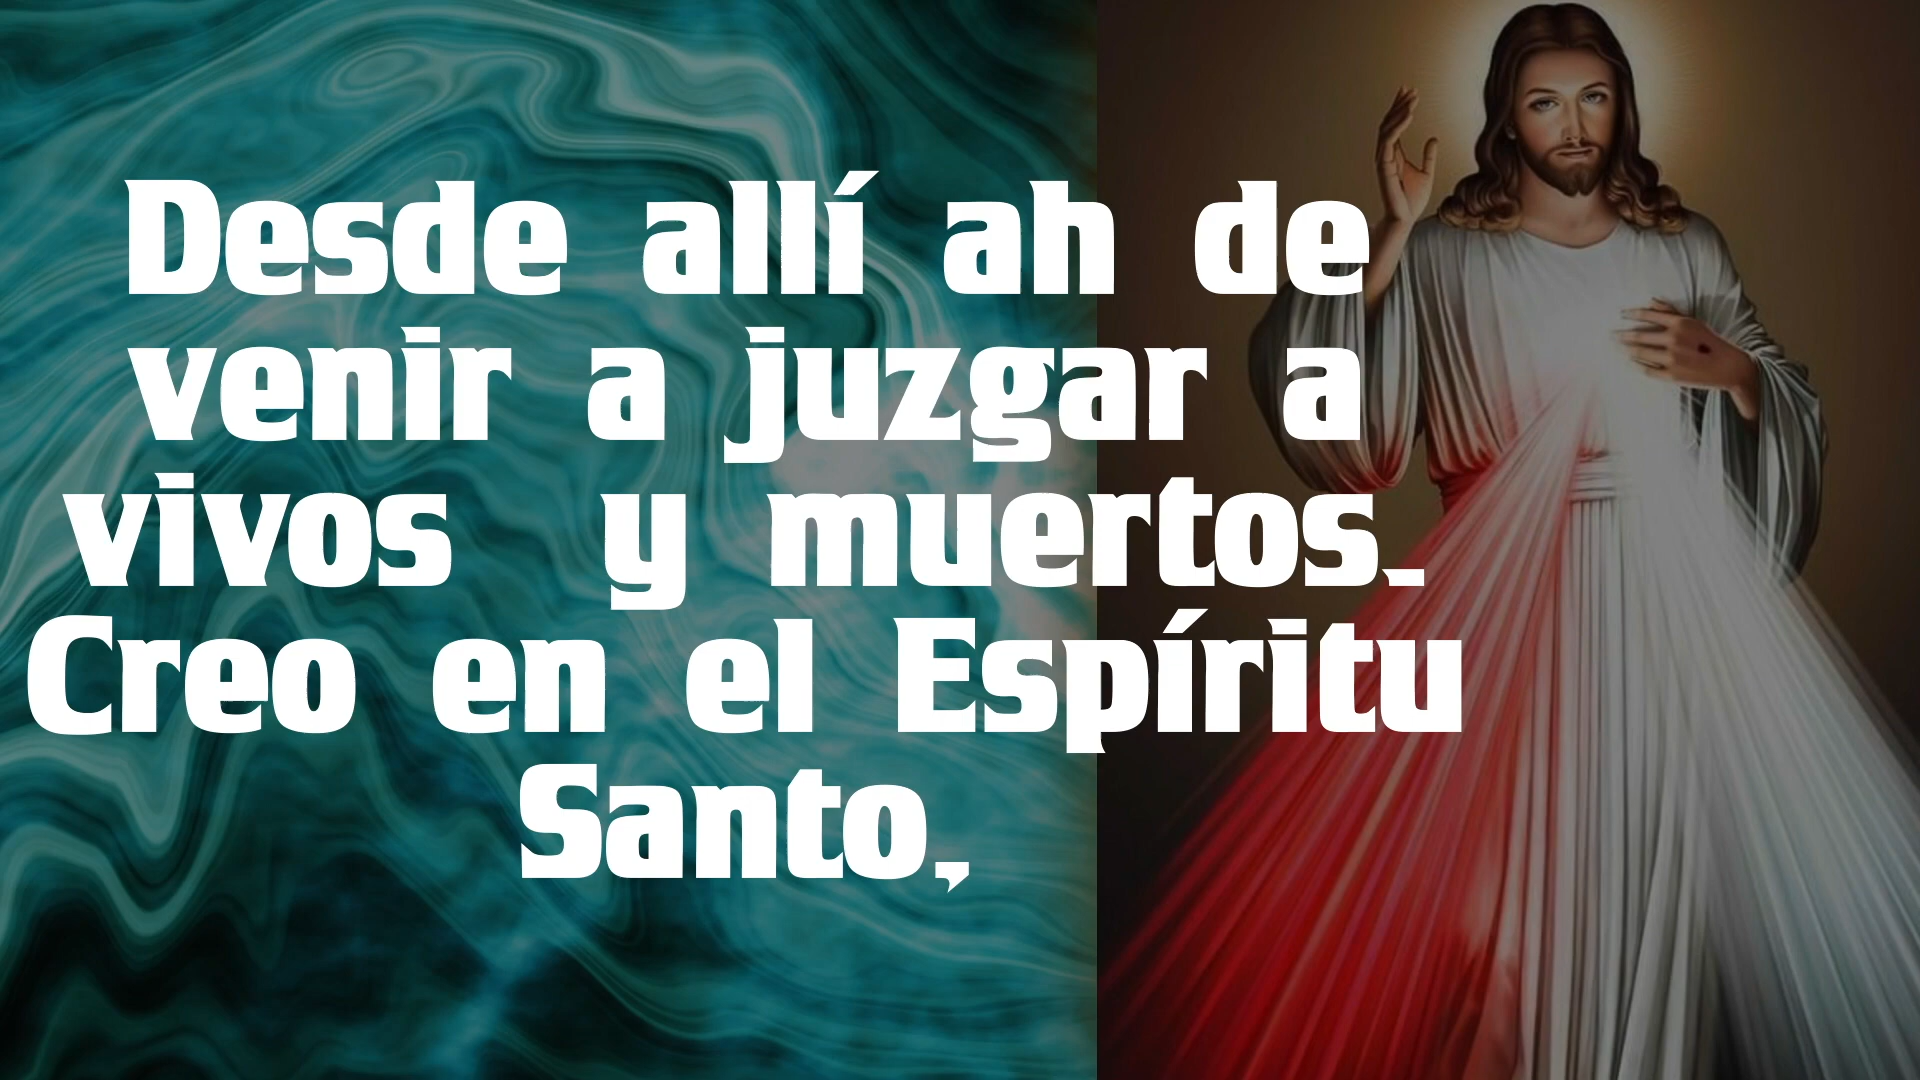 Desde allí ah de
venir a juzgar a
vivos y muertos.
Creo en el Espíritu
Santo,